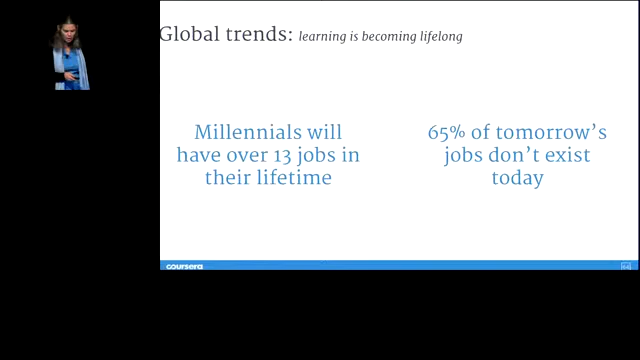 Global trends: learning is becoming lifelong
Millennials will
have over 13 jobs in
their lifetime
65% of tomorrow's
jobs don't exist
today
coursera